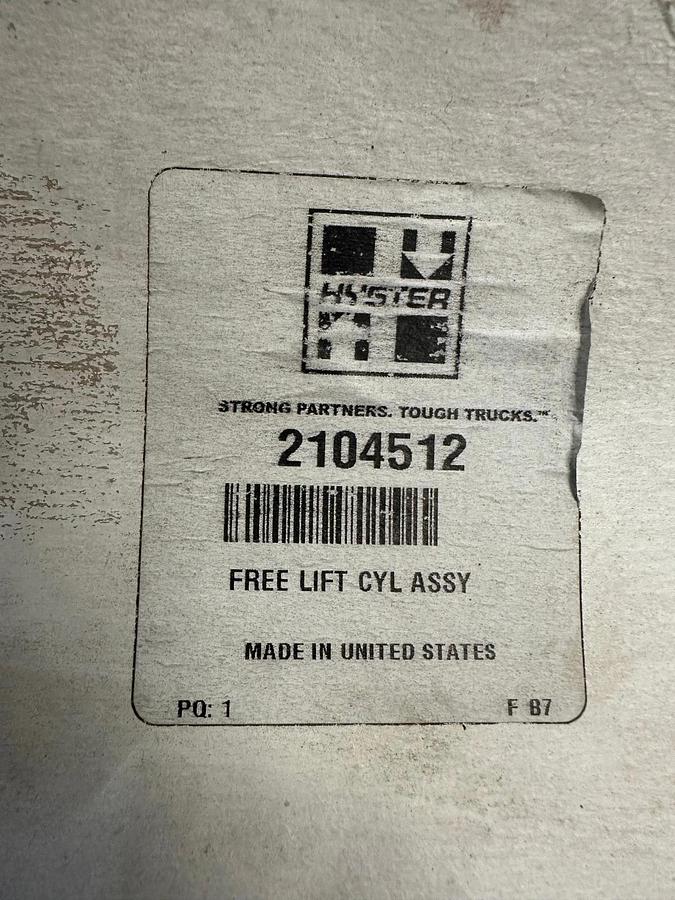 HYSTER
STRONG PARTNERS. TOUGH TRUCKS.™
2104512
FREE LIFT CYL ASSY
MADE IN UNITED STATES
PQ: 1 F B7